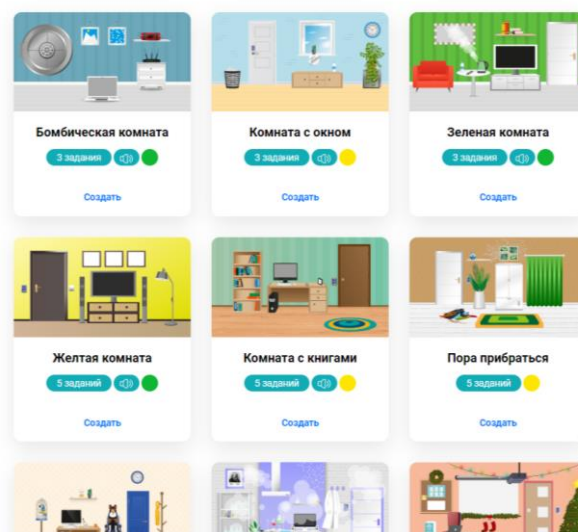 Бомбическая комната
3 задания
Создать
Комната с окном
3 задания
Создать
Зеленая комната
3 задания
Создать
Желтая комната
5 заданий
Создать
Комната с книгами
5 заданий
Создать
Пора прибраться
5 заданий
Создать